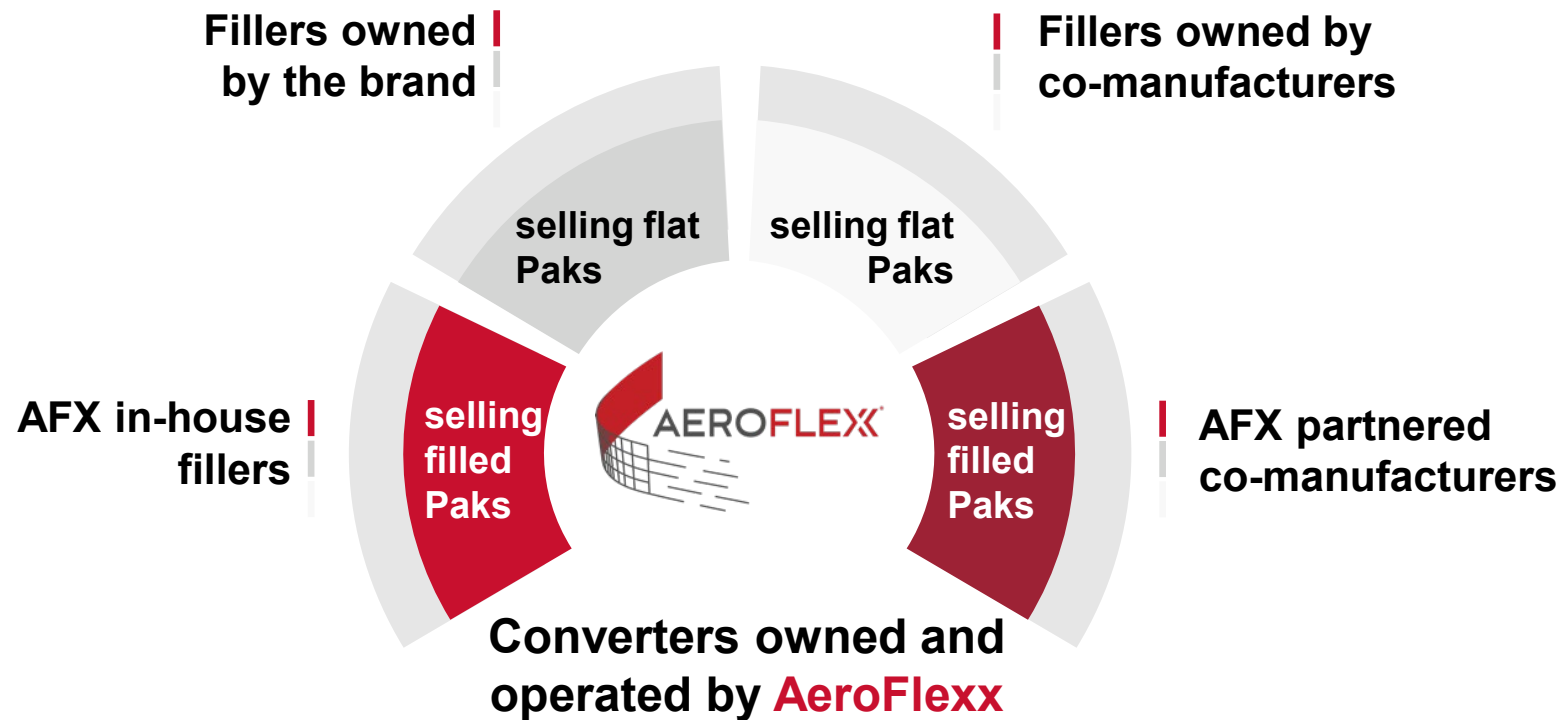 Fillers owned
by the brand
Fillers owned by
co-manufacturers
selling flat
Paks
selling flat
Paks
AFX in-house
fillers
selling
filled
Paks
AEROFLEXX®
selling
filled
Paks
AFX partnered
co-manufacturers
Converters owned and
operated by AeroFlexx